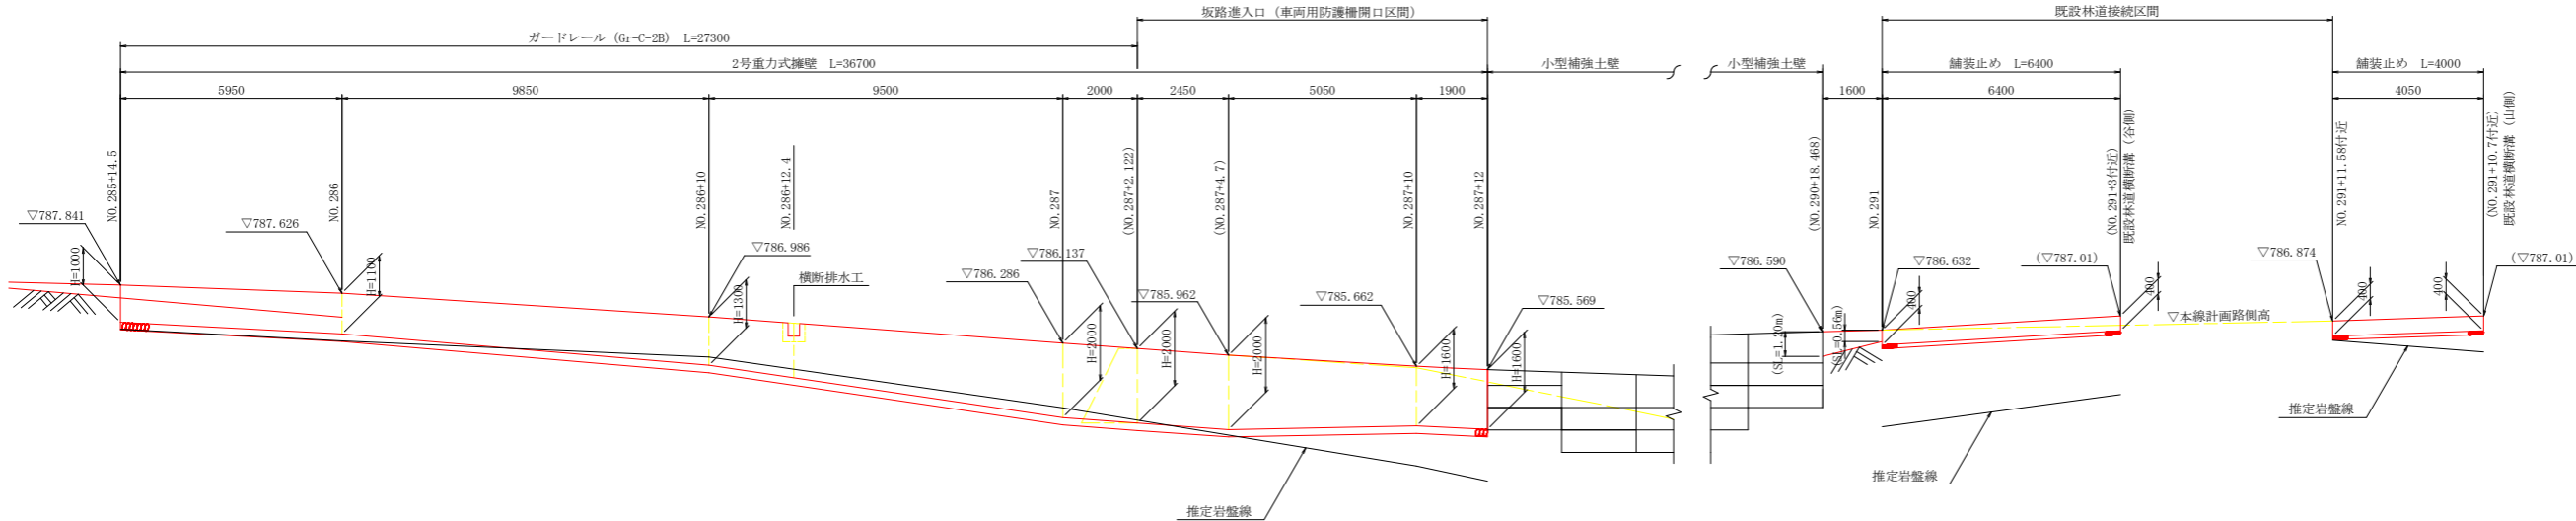 坂路進入口（車両用防護柵開口区間）
既設林道接続区間
ガードレール（Gr-C-2B） L=27300
2号重力式擁壁 L=36700
小型補強土壁
小型補強土壁
舗装止め L=6400
舗装止め L=4000
5950
9850
9500
2000
2450
5050
1900
1600
6400
4050
NO.285+14.5
NO.286
NO.286+10
NO.286+12.4
NO.287
(NO.287+2.122)
(NO.287+4.7)
NO.287+10
NO.287+12
(NO.290+18.468)
NO.291
(NO.291+3付近)
既設林道横断溝（谷側）
NO.291+11.58付近
(NO.291+10.7付近)
既設林道横断溝（山側）
▽787.841
▽787.626
▽786.986
▽786.286
▽786.137
▽785.962
▽785.662
▽785.569
▽786.590
▽786.632
(▽787.01)
▽786.874
(▽787.01)
横断排水工
H=1000
H=1100
H=1300
H=2000
H=2000
H=2000
H=1600
H=1600
(SL=1.20m)
(SL=0.56m)
400
400
400
400
▽本線計画路側高
推定岩盤線
推定岩盤線
推定岩盤線